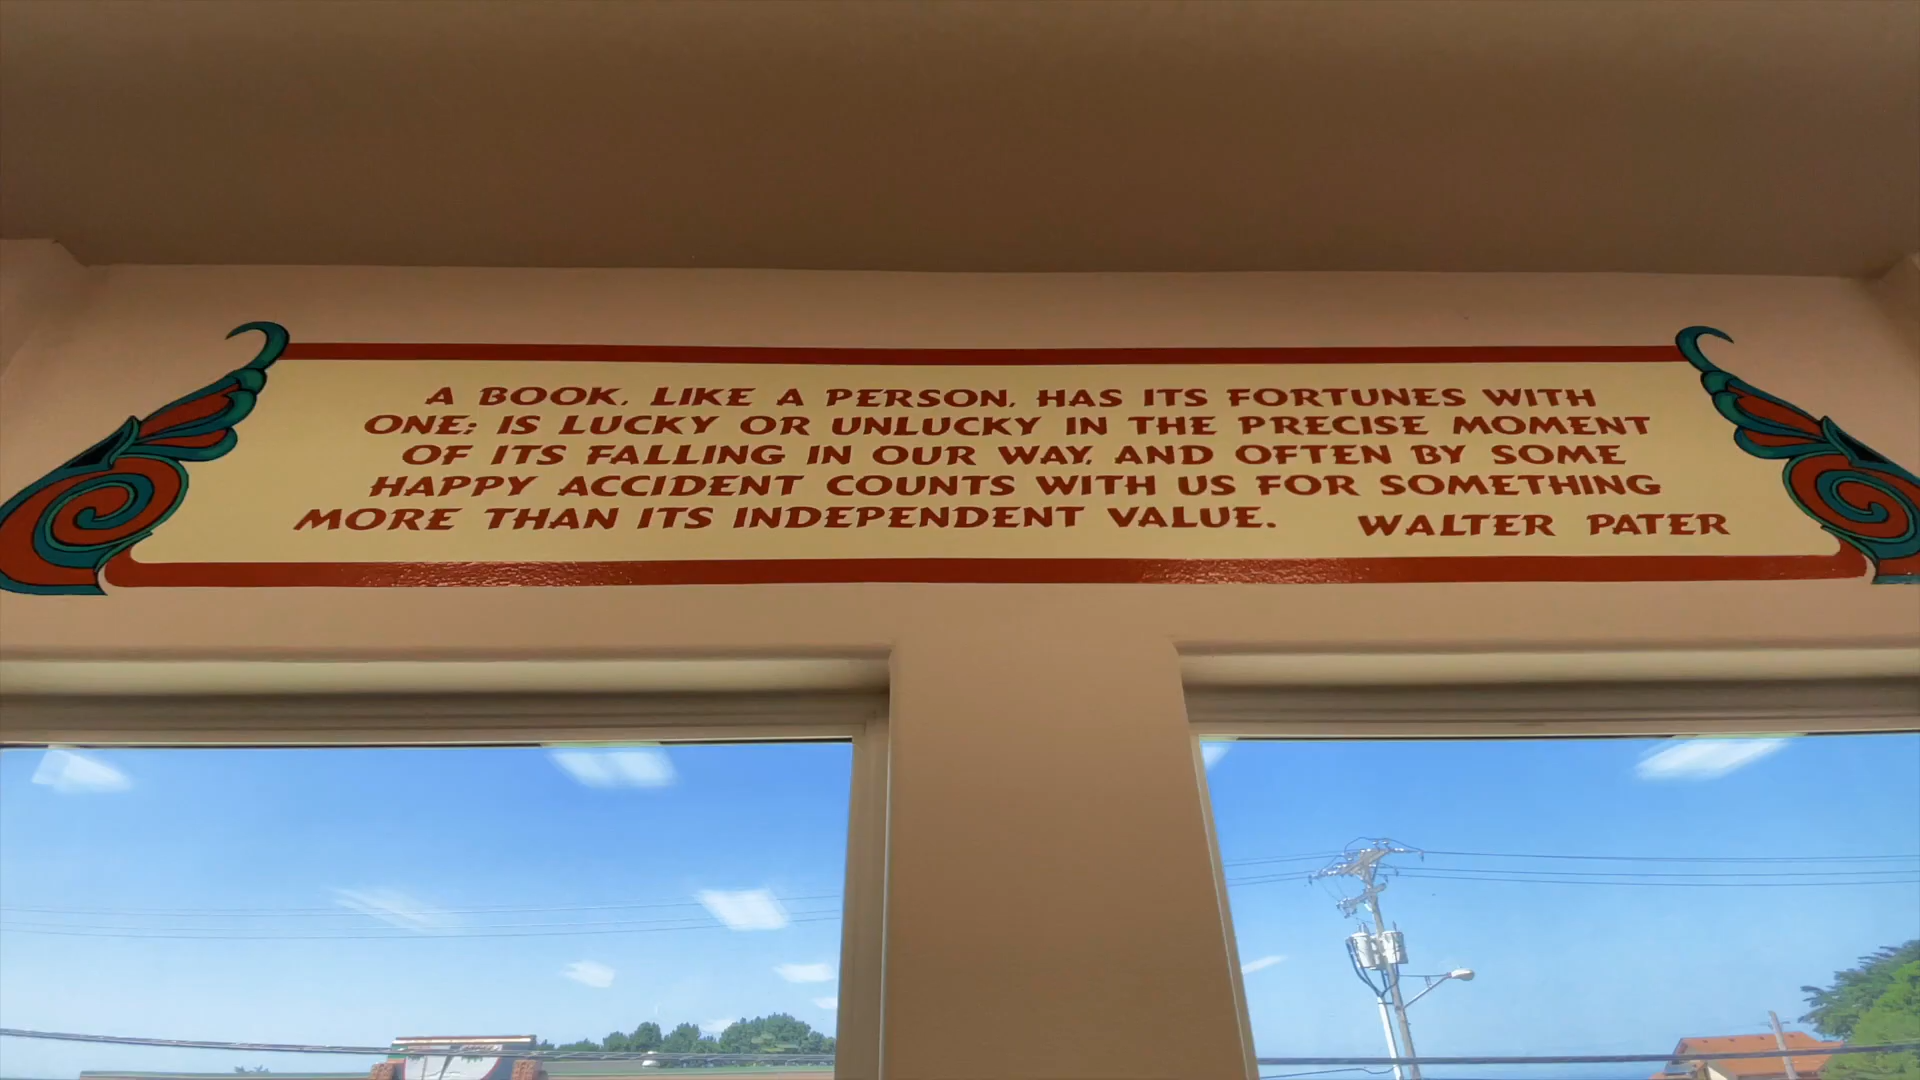 A BOOK, LIKE A PERSON, HAS ITS FORTUNES WITH
ONE; IS LUCKY OR UNLUCKY IN THE PRECISE MOMENT
OF ITS FALLING IN OUR WAY, AND OFTEN BY SOME
HAPPY ACCIDENT COUNTS WITH US FOR SOMETHING
MORE THAN ITS INDEPENDENT VALUE. WALTER PATER